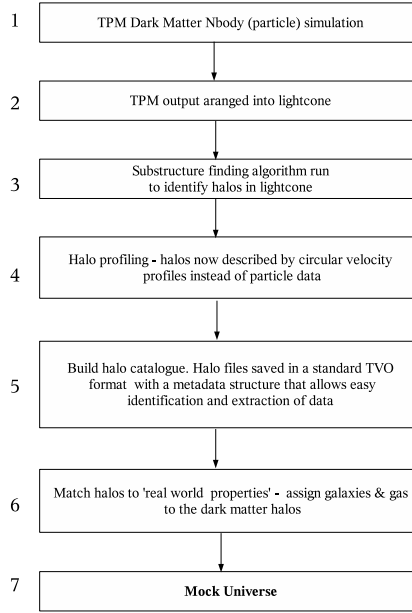 1
TPM Dark Matter Nbody (particle) simulation
2
TPM output aranged into lightcone
3
Substructure finding algorithm run
to identify halos in lightcone
4
Halo profiling - halos now described by circular velocity
profiles instead of particle data
5
Build halo catalogue. Halo files saved in a standard TVO
format with a metadata structure that allows easy
identification and extraction of data
6
Match halos to 'real world properties' - assign galaxies & gas
to the dark matter halos
7
Mock Universe